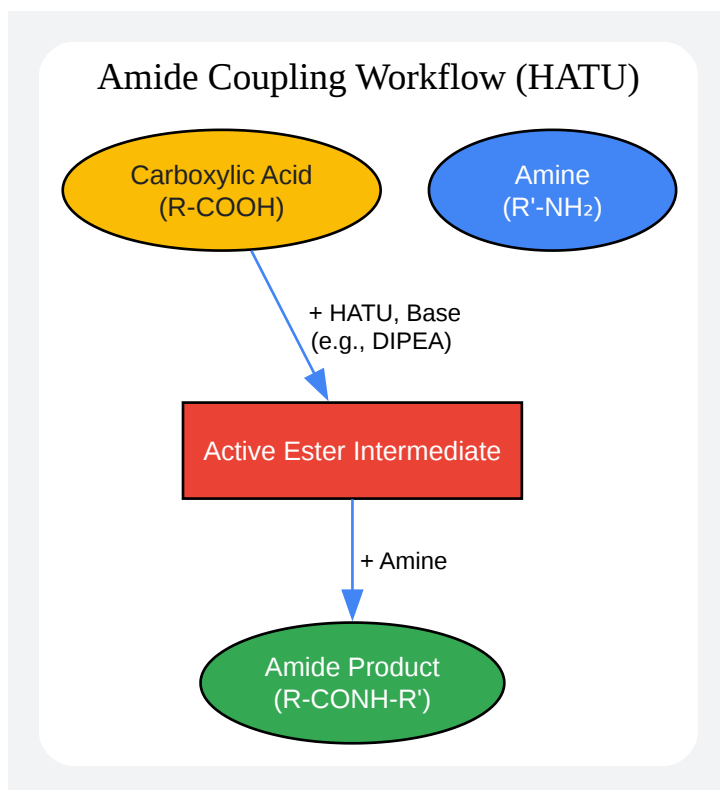 Amide Coupling Workflow (HATU)
Carboxylic Acid
(R-COOH)
Amine
(R'-NH₂)
+ HATU, Base
(e.g., DIPEA)
Active Ester Intermediate
+ Amine
Amide Product
(R-CONH-R')